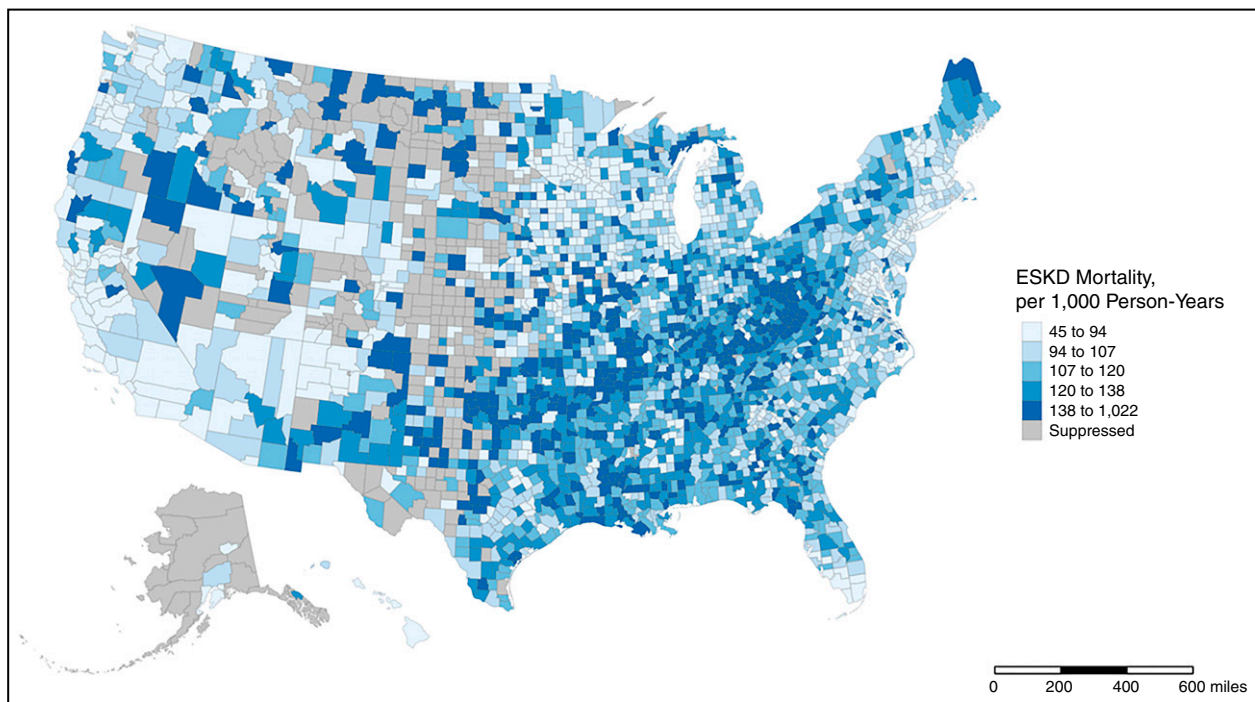 ESKD Mortality,
per 1,000 Person-Years
45 to 94
94 to 107
107 to 120
120 to 138
138 to 1,022
Suppressed
0 200 400 600 miles